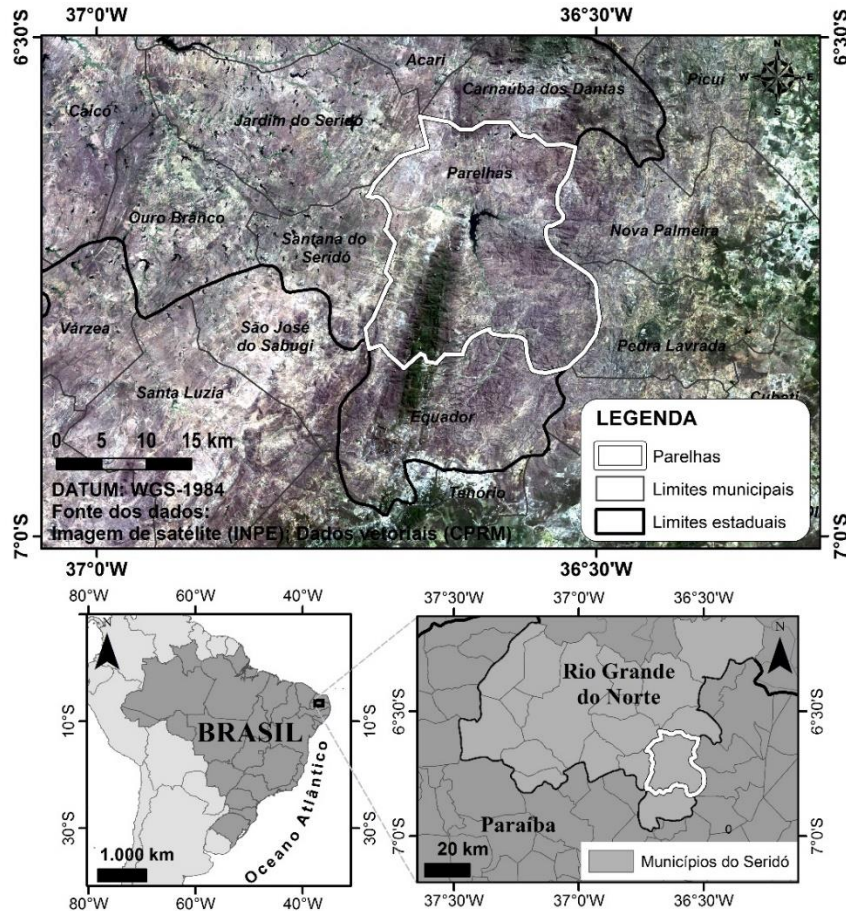 37°0'W
36°30'W
6°30'S
6°30'S
Acari
Carnaúba dos Dantas
Picuí
N
W
E
S
Caicó
Jardim do Seridó
Parelhas
Ouro Branco
Santana do
Seridó
Nova Palmeira
Várzea
São José
do Sabugi
Pedra Lavrada
Santa Luzia
Cubati
Equador
LEGENDA
Parelhas
Limites municipais
Limites estaduais
0 5 10 15 km
DATUM: WGS-1984
Fonte dos dados:
Imagem de satélite (INPE); Dados vetoriais (CPRM)
Tenório
7°0'S
7°0'S
37°0'W
36°30'W
80°W
60°W
40°W
N
BRASIL
10°S
10°S
30°S
30°S
Oceano Atlântico
1.000 km
80°W
60°W
40°W
37°30'W
37°0'W
36°30'W
N
Rio Grande
do Norte
6°30'S
6°30'S
Paraíba
0
7°0'S
7°0'S
20 km
Municípios do Seridó
37°30'W
37°0'W
36°30'W